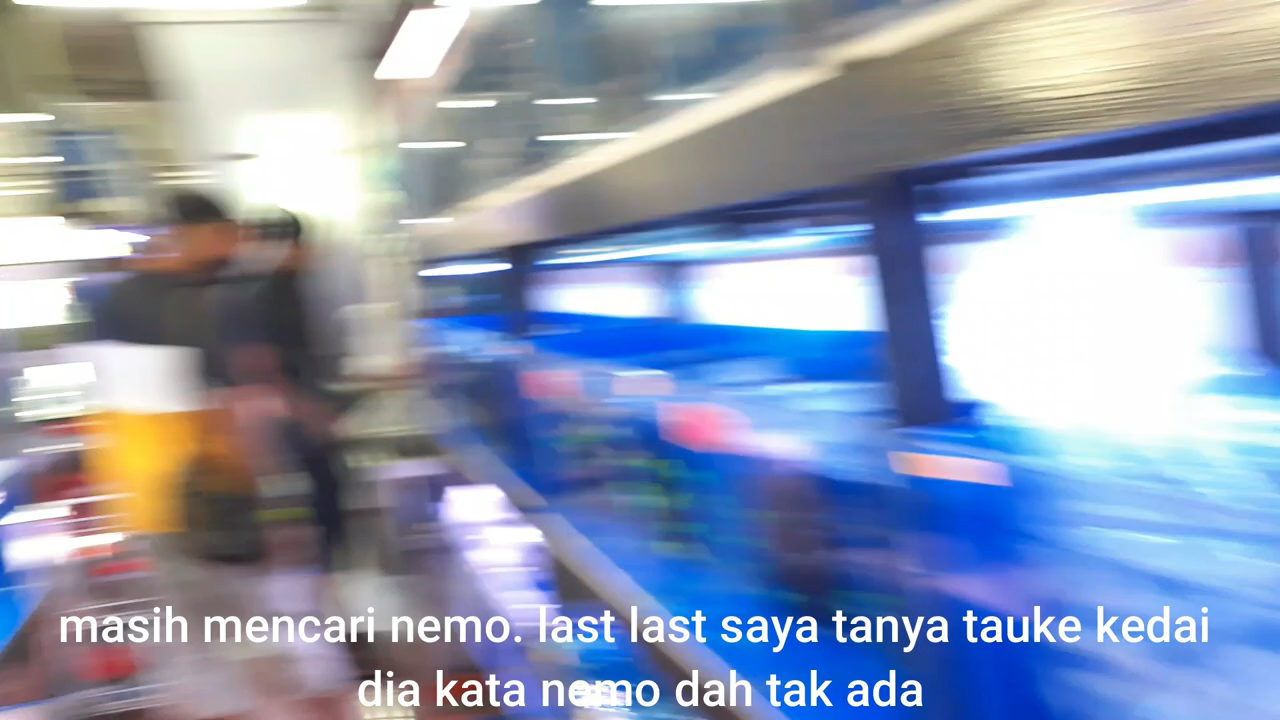 masih mencari nemo. last last saya tanya tauke kedai
dia kata nemo dah tak ada